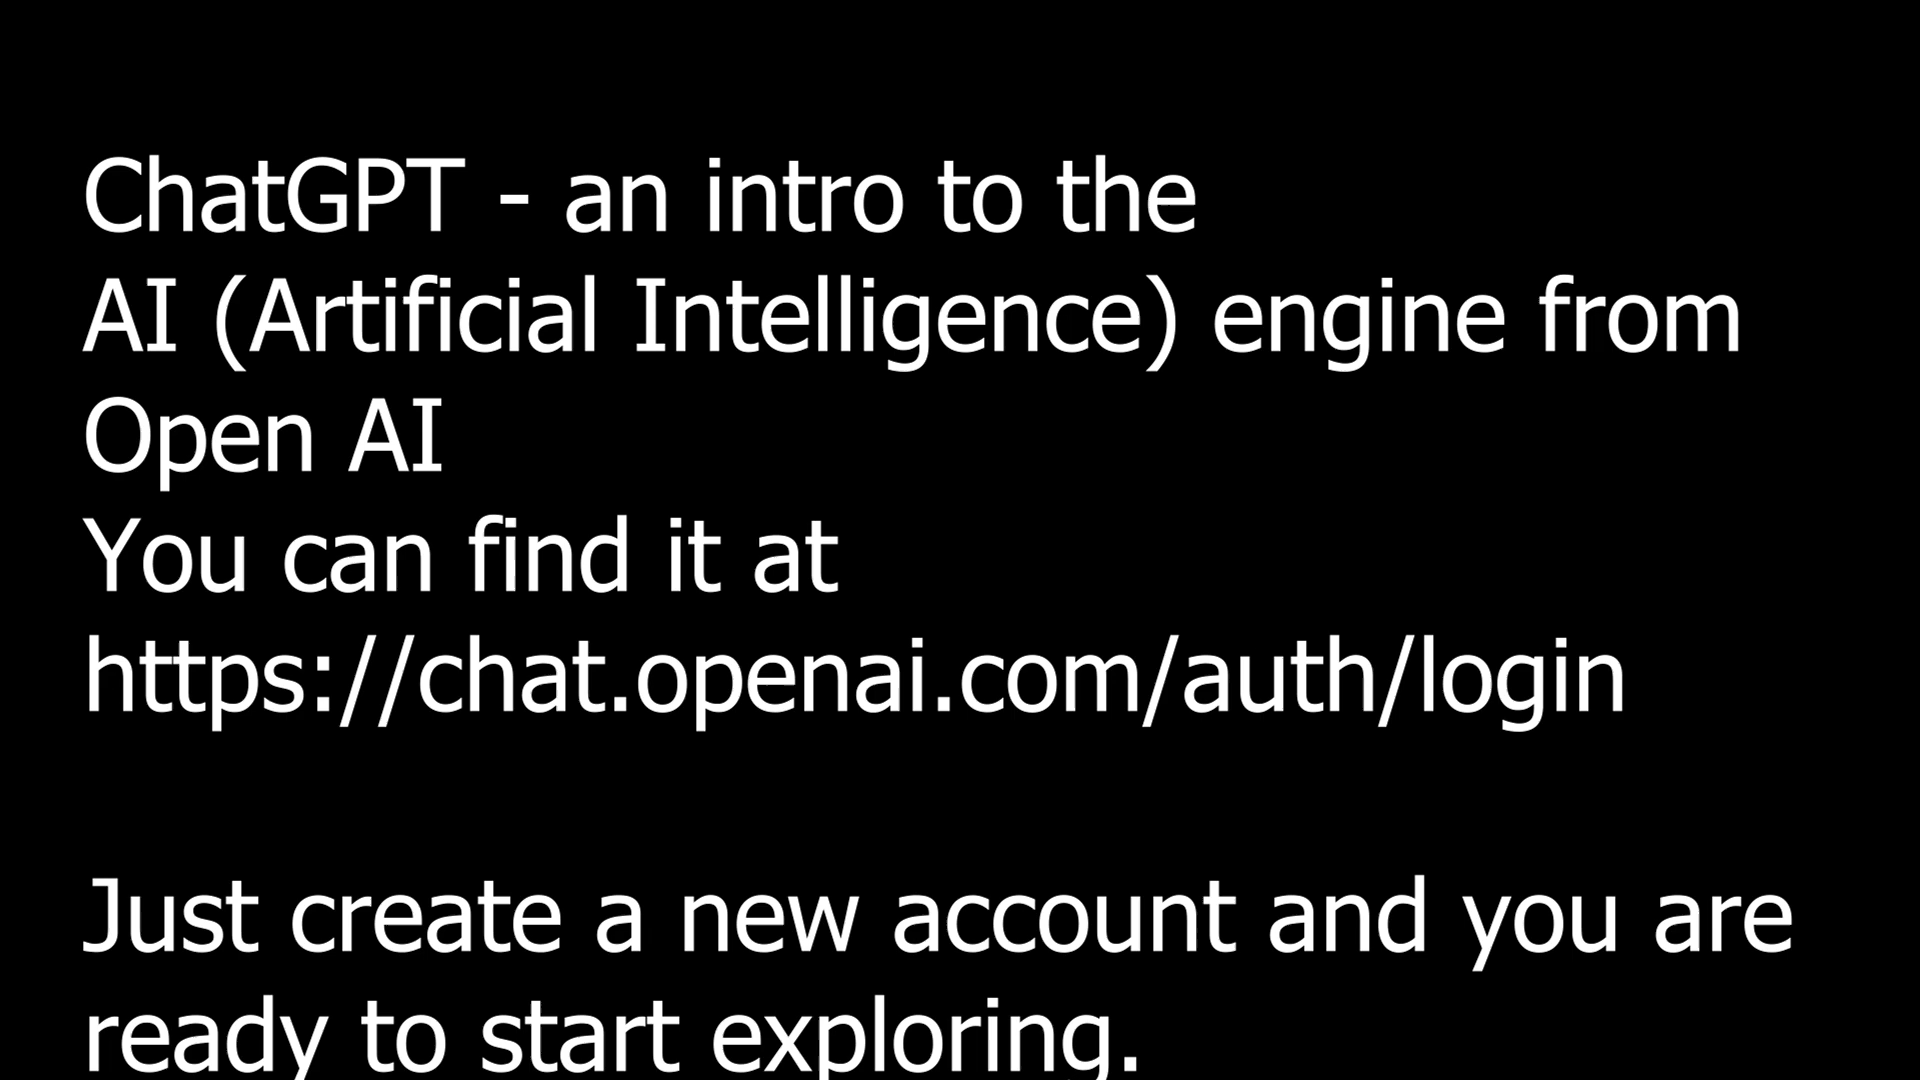 ChatGPT - an intro to the
AI (Artificial Intelligence) engine from
Open AI
You can find it at
https://chat.openai.com/auth/login
Just create a new account and you are
ready to start exploring.